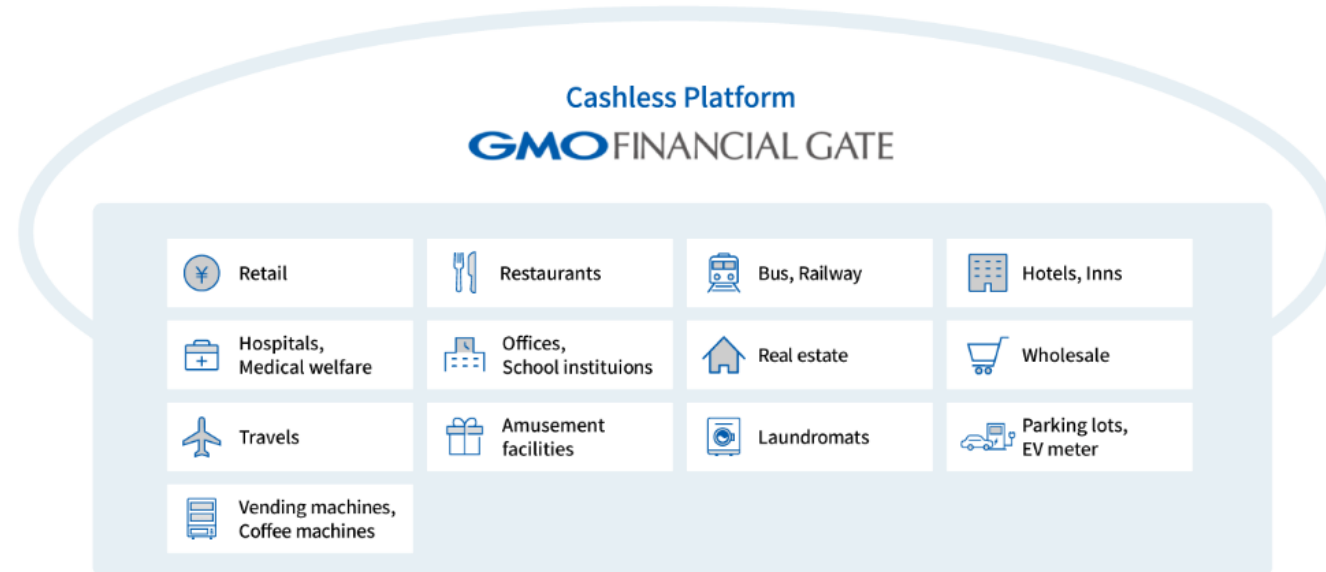 Cashless Platform
GMO FINANCIAL GATE
¥
Retail
Restaurants
Bus, Railway
Hotels, Inns
Hospitals,
Medical welfare
Offices,
School instituions
Real estate
Wholesale
Travels
Amusement
facilities
Laundromats
Parking lots,
EV meter
Vending machines,
Coffee machines